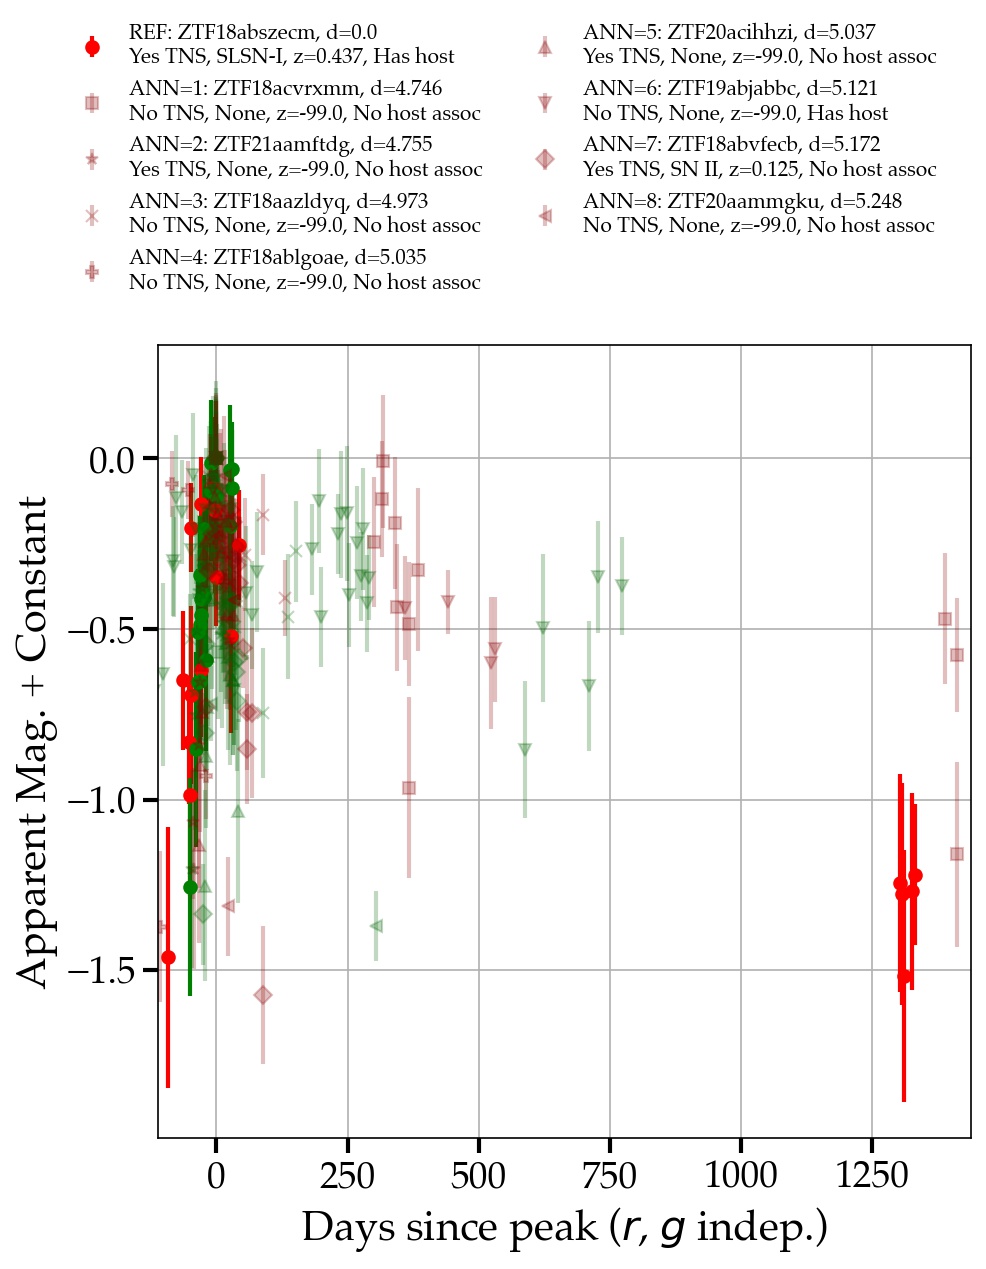 REF: ZTF18abszecm, d=0.0
Yes TNS, SLSN-I, z=0.437, Has host
ANN=1: ZTF18acvrxmm, d=4.746
No TNS, None, z=-99.0, No host assoc
ANN=2: ZTF21aamftdg, d=4.755
Yes TNS, None, z=-99.0, No host assoc
ANN=3: ZTF18aazldyq, d=4.973
No TNS, None, z=-99.0, No host assoc
ANN=4: ZTF18ablgoae, d=5.035
No TNS, None, z=-99.0, No host assoc
ANN=5: ZTF20acihhzi, d=5.037
Yes TNS, None, z=-99.0, No host assoc
ANN=6: ZTF19abjabbc, d=5.121
No TNS, None, z=-99.0, Has host
ANN=7: ZTF18abvfecb, d=5.172
Yes TNS, SN II, z=0.125, No host assoc
ANN=8: ZTF20aammgku, d=5.248
No TNS, None, z=-99.0, No host assoc
Apparent Mag. + Constant
0.0
−0.5
−1.0
−1.5
0 250 500 750 1000 1250
Days since peak (r, g indep.)